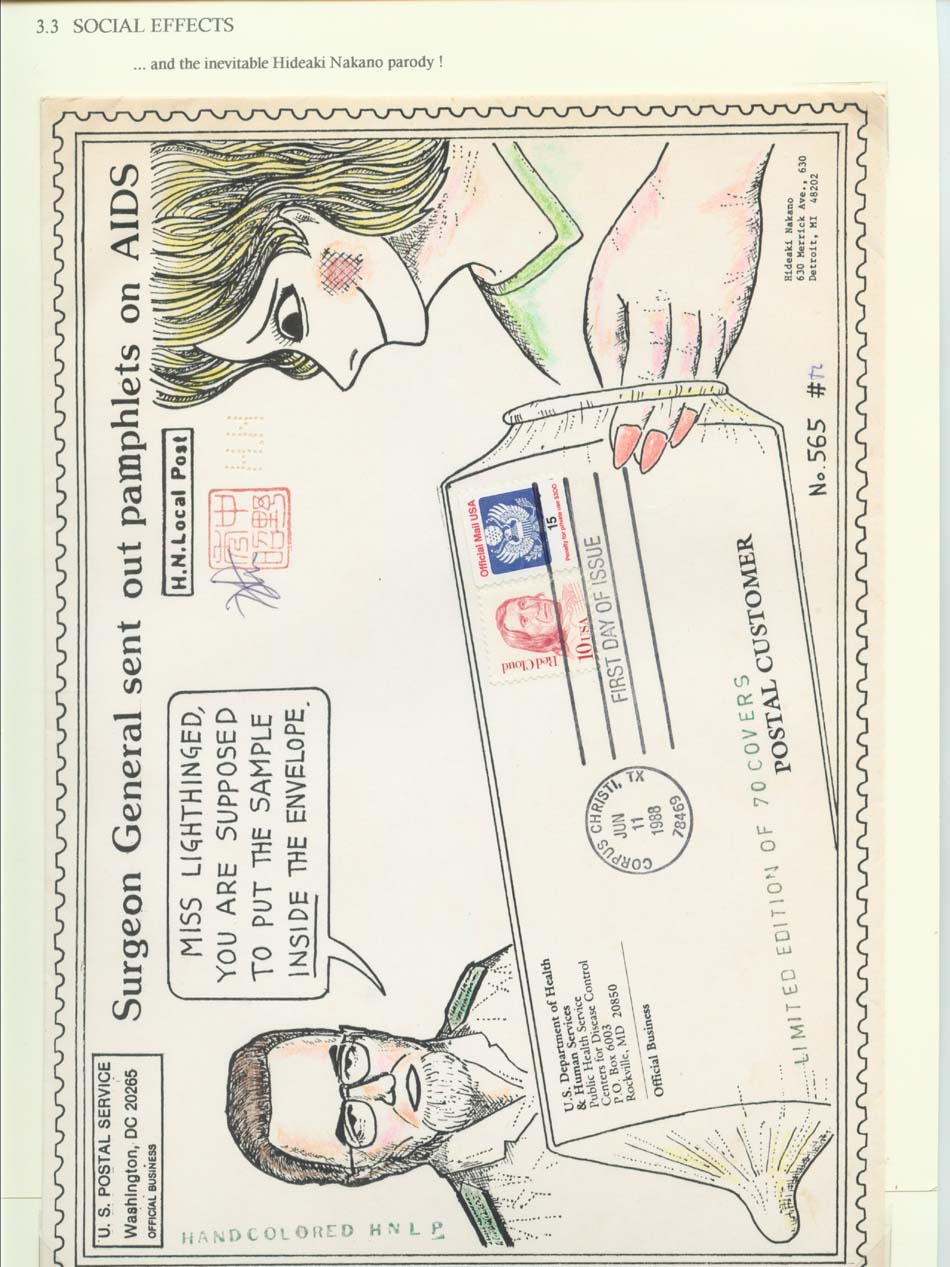 3.3 SOCIAL EFFECTS
... and the inevitable Hideaki Nakano parody !
U. S. POSTAL SERVICE
Washington, DC 20265
OFFICIAL BUSINESS
Surgeon General sent out pamphlets on AIDS
H.N.Local Post
MISS LIGHTHINGED,
YOU ARE SUPPOSED
TO PUT THE SAMPLE
INSIDE THE ENVELOPE.
HANDCOLORED HNLP
Official Mail USA
15
Penalty for private use $300
Red Cloud
10 USA
FIRST DAY OF ISSUE
CORPUS CHRISTI, TX
JUN
11
1988
78469
U.S. Department of Health
& Human Services
Public Health Service
Centers for Disease Control
P.O. Box 6003
Rockville, MD 20850
Official Business
POSTAL CUSTOMER
LIMITED EDITION OF 70 COVERS
No. 565 #
Hideaki Nakano
630 Merrick Ave., 630
Detroit, MI 48202